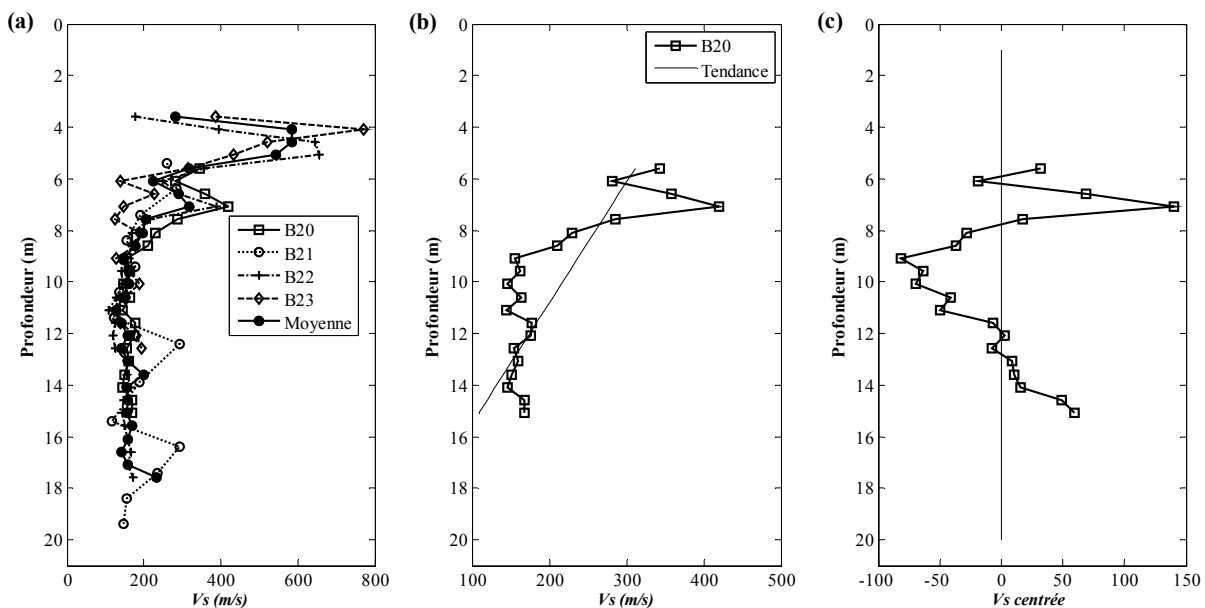 (a)
0
2
4
6
8
10
12
14
16
18
20
Profondeur (m)
0 200 400 600 800
Vs (m/s)
B20
B21
B22
B23
Moyenne
(b)
0
2
4
6
8
10
12
14
16
18
20
Profondeur (m)
100 200 300 400 500
Vs (m/s)
B20
Tendance
(c)
0
2
4
6
8
10
12
14
16
18
20
Profondeur (m)
-100 -50 0 50 100 150
Vs centrée